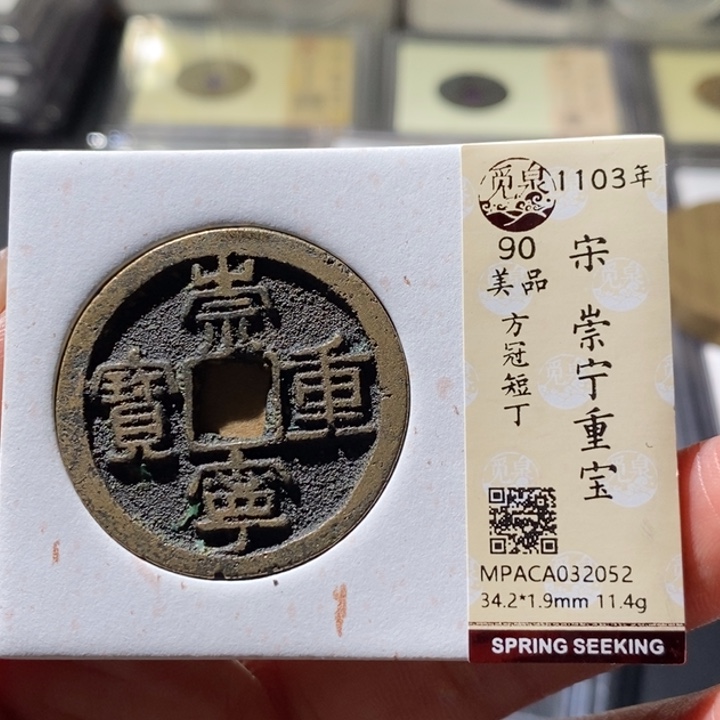 崇
重
寶
寧
觅泉
1103年
90
美品
方冠短丁
宋 崇宁重宝
MPACA032052
34.2*1.9mm 11.4g
SPRING SEEKING